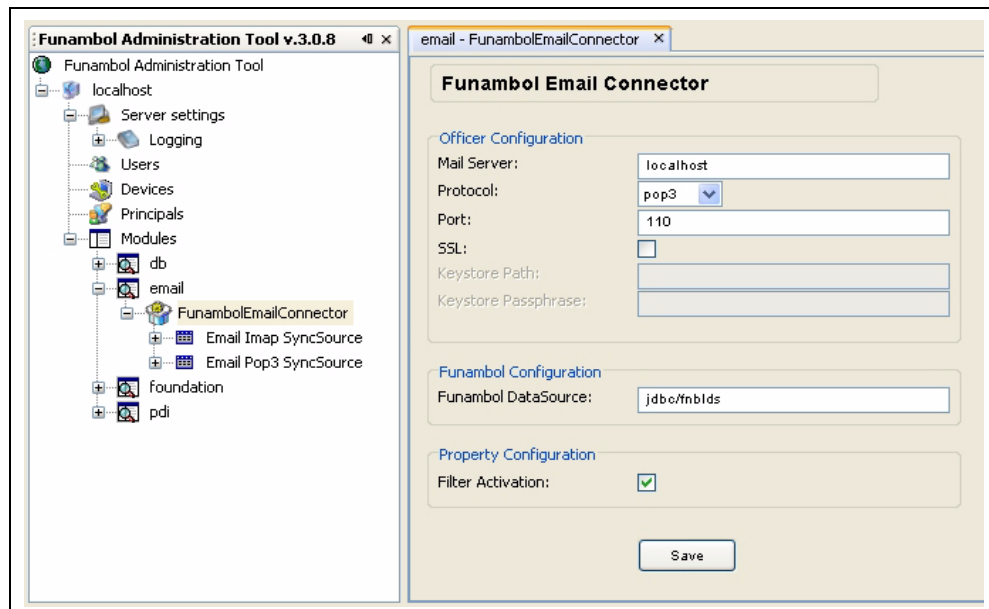 Funambol Administration Tool v.3.0.8
Funambol Administration Tool
localhost
Server settings
Logging
Users
Devices
Principals
Modules
db
email
FunambolEmailConnector
Email Imap SyncSource
Email Pop3 SyncSource
foundation
pdi
email - FunambolEmailConnector
Funambol Email Connector
Officer Configuration
Mail Server: localhost
Protocol: pop3
Port: 110
SSL:
Keystore Path:
Keystore Passphrase:
Funambol Configuration
Funambol DataSource: jdbc/fnblds
Property Configuration
Filter Activation:
Save